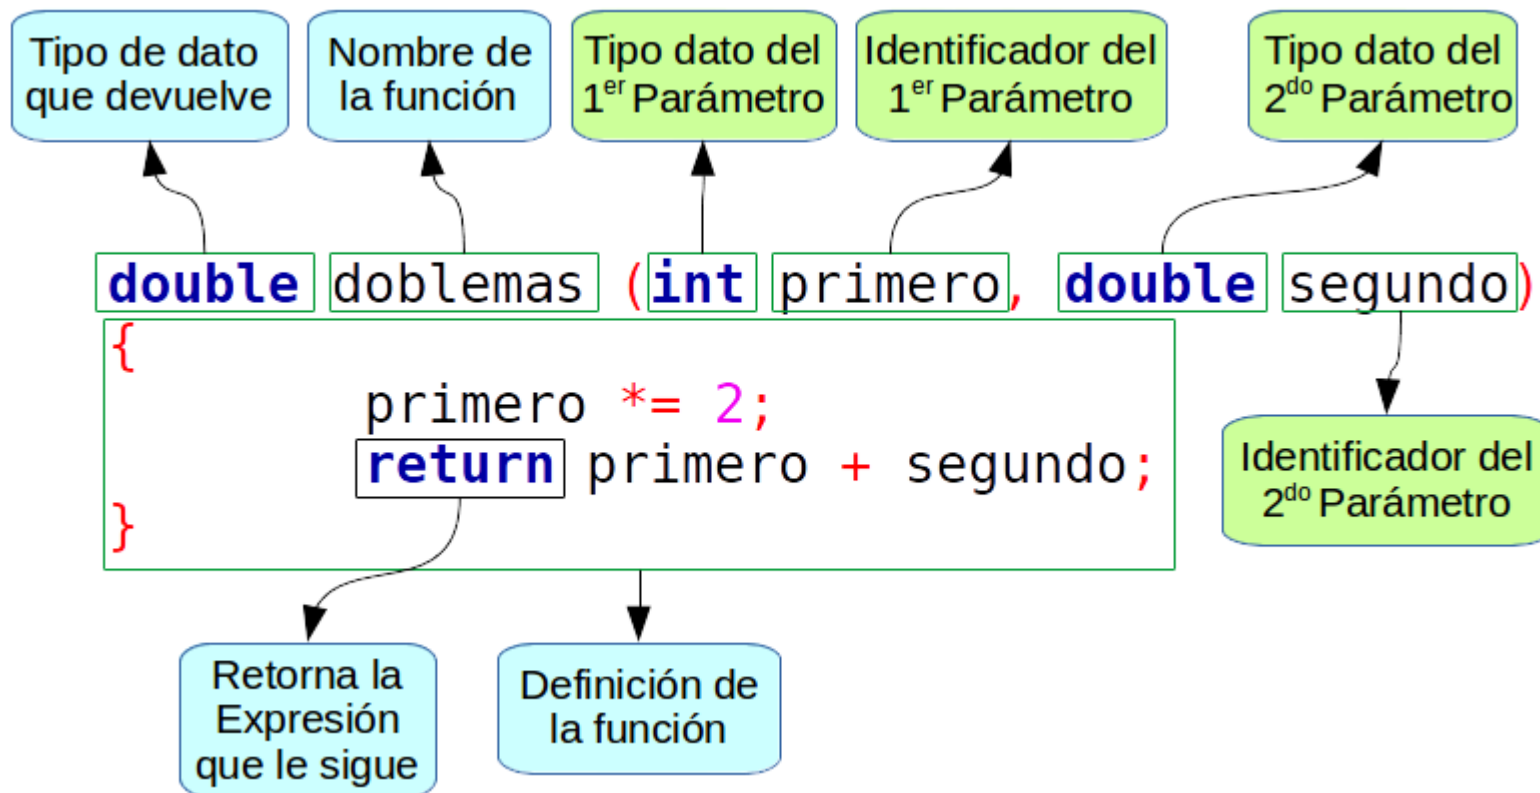 Tipo de dato
que devuelve
Nombre de
la función
Tipo dato del
1er Parámetro
Identificador del
1er Parámetro
Tipo dato del
2do Parámetro
double doblemas (int primero, double segundo)
{
primero *= 2;
return primero + segundo;
}
Identificador del
2do Parámetro
Retorna la
Expresión
que le sigue
Definición de
la función